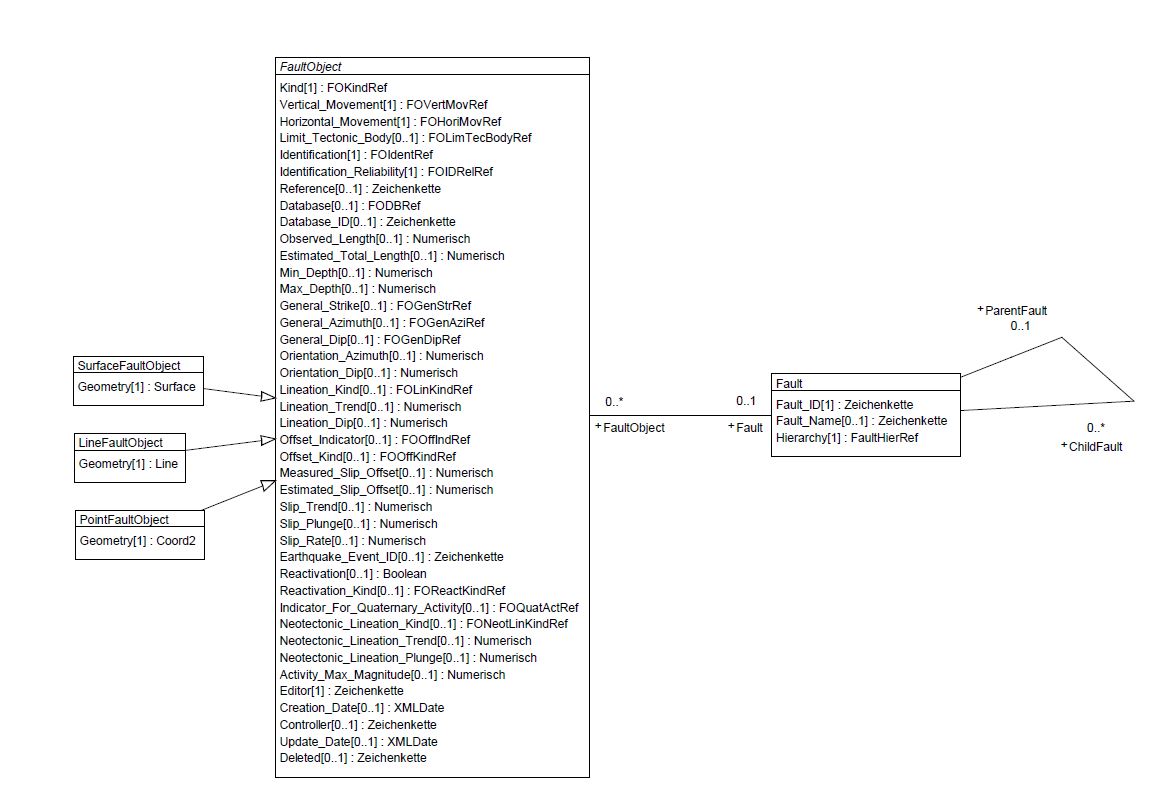 FaultObject
Kind[1] : FOKindRef
Vertical_Movement[1] : FOVertMovRef
Horizontal_Movement[1] : FOHoriMovRef
Limit_Tectonic_Body[0..1] : FOLimTecBodyRef
Identification[1] : FOIdentRef
Identification_Reliability[1] : FOIDRelRef
Reference[0..1] : Zeichenkette
Database[0..1] : FODBRef
Database_ID[0..1] : Zeichenkette
Observed_Length[0..1] : Numerisch
Estimated_Total_Length[0..1] : Numerisch
Min_Depth[0..1] : Numerisch
Max_Depth[0..1] : Numerisch
General_Strike[0..1] : FOGenStrRef
General_Azimuth[0..1] : FOGenAziRef
General_Dip[0..1] : FOGenDipRef
Orientation_Azimuth[0..1] : Numerisch
Orientation_Dip[0..1] : Numerisch
Lineation_Kind[0..1] : FOLinKindRef
Lineation_Trend[0..1] : Numerisch
Lineation_Dip[0..1] : Numerisch
Offset_Indicator[0..1] : FOOffIndRef
Offset_Kind[0..1] : FOOffKindRef
Measured_Slip_Offset[0..1] : Numerisch
Estimated_Slip_Offset[0..1] : Numerisch
Slip_Trend[0..1] : Numerisch
Slip_Plunge[0..1] : Numerisch
Slip_Rate[0..1] : Numerisch
Earthquake_Event_ID[0..1] : Zeichenkette
Reactivation[0..1] : Boolean
Reactivation_Kind[0..1] : FOReactKindRef
Indicator_For_Quaternary_Activity[0..1] : FOQuatActRef
Neotectonic_Lineation_Kind[0..1] : FONeotLinKindRef
Neotectonic_Lineation_Trend[0..1] : Numerisch
Neotectonic_Lineation_Plunge[0..1] : Numerisch
Activity_Max_Magnitude[0..1] : Numerisch
Editor[1] : Zeichenkette
Creation_Date[0..1] : XMLDate
Controller[0..1] : Zeichenkette
Update_Date[0..1] : XMLDate
Deleted[0..1] : Zeichenkette
SurfaceFaultObject
Geometry[1] : Surface
LineFaultObject
Geometry[1] : Line
PointFaultObject
Geometry[1] : Coord2
0..*
+FaultObject
0..1
+Fault
Fault
Fault_ID[1] : Zeichenkette
Fault_Name[0..1] : Zeichenkette
Hierarchy[1] : FaultHierRef
+ParentFault
0..1
0..*
+ChildFault